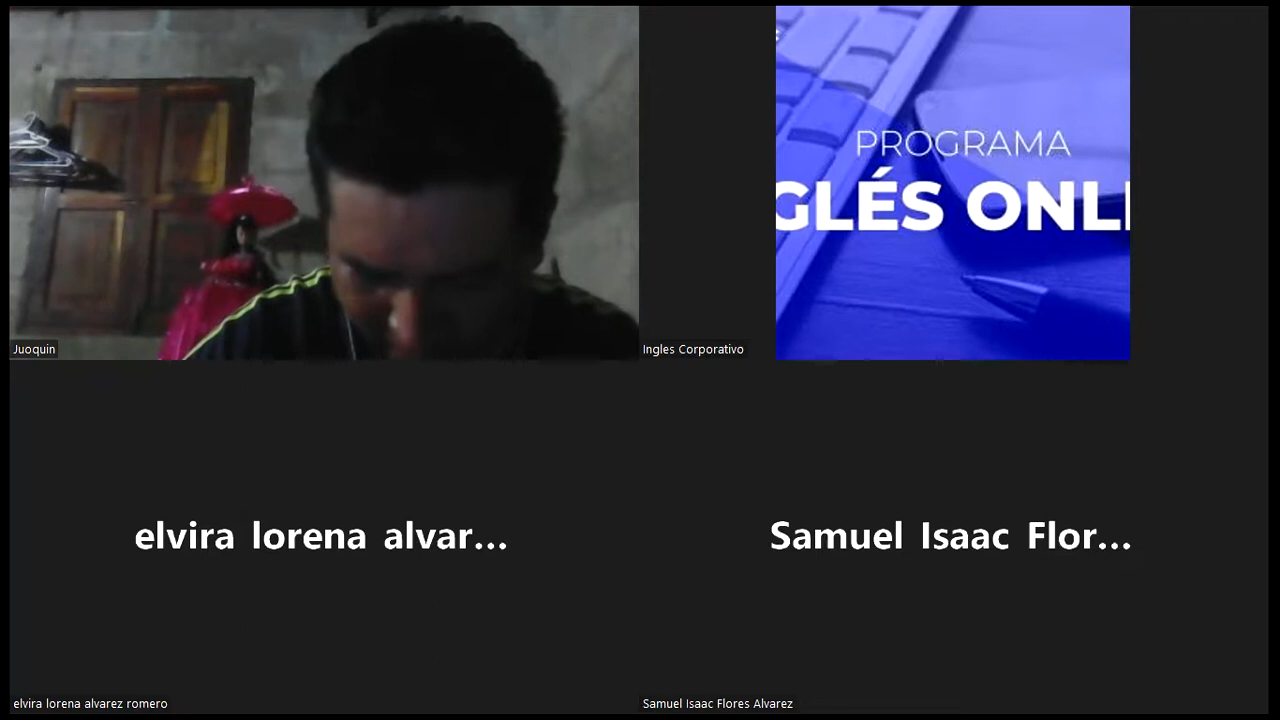 PROGRAMA
GLÉS ONLI
Juoquin
Ingles Corporativo
elvira lorena alvar...
Samuel Isaac Flor...
elvira lorena alvarez romero
Samuel Isaac Flores Alvarez